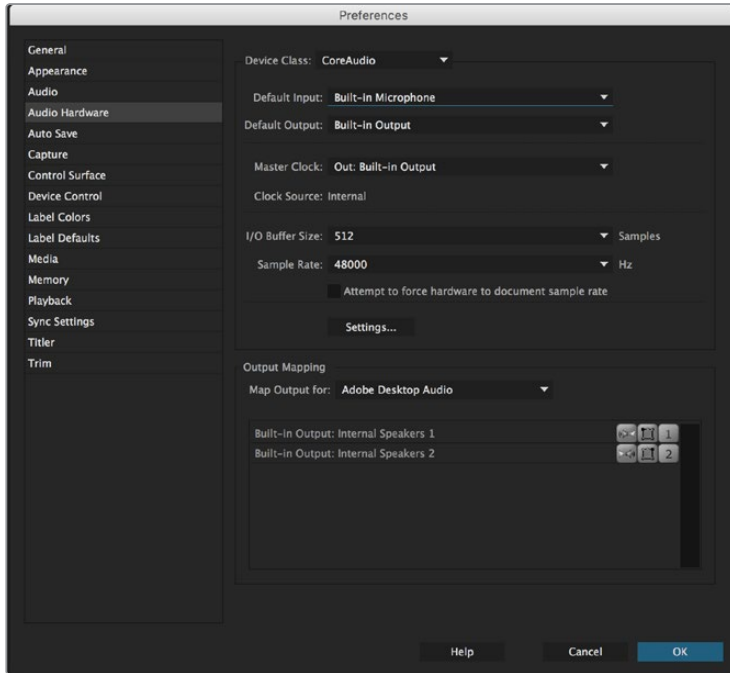 Preferences
General
Appearance
Audio
Audio Hardware
Auto Save
Capture
Control Surface
Device Control
Label Colors
Label Defaults
Media
Memory
Playback
Sync Settings
Titler
Trim
Device Class: CoreAudio
Default Input: Built-in Microphone
Default Output: Built-in Output
Master Clock: Out: Built-in Output
Clock Source: Internal
I/O Buffer Size: 512 Samples
Sample Rate: 48000 Hz
Attempt to force hardware to document sample rate
Settings...
Output Mapping
Map Output for: Adobe Desktop Audio
Built-in Output: Internal Speakers 1 1
Built-in Output: Internal Speakers 2 2
Help Cancel OK